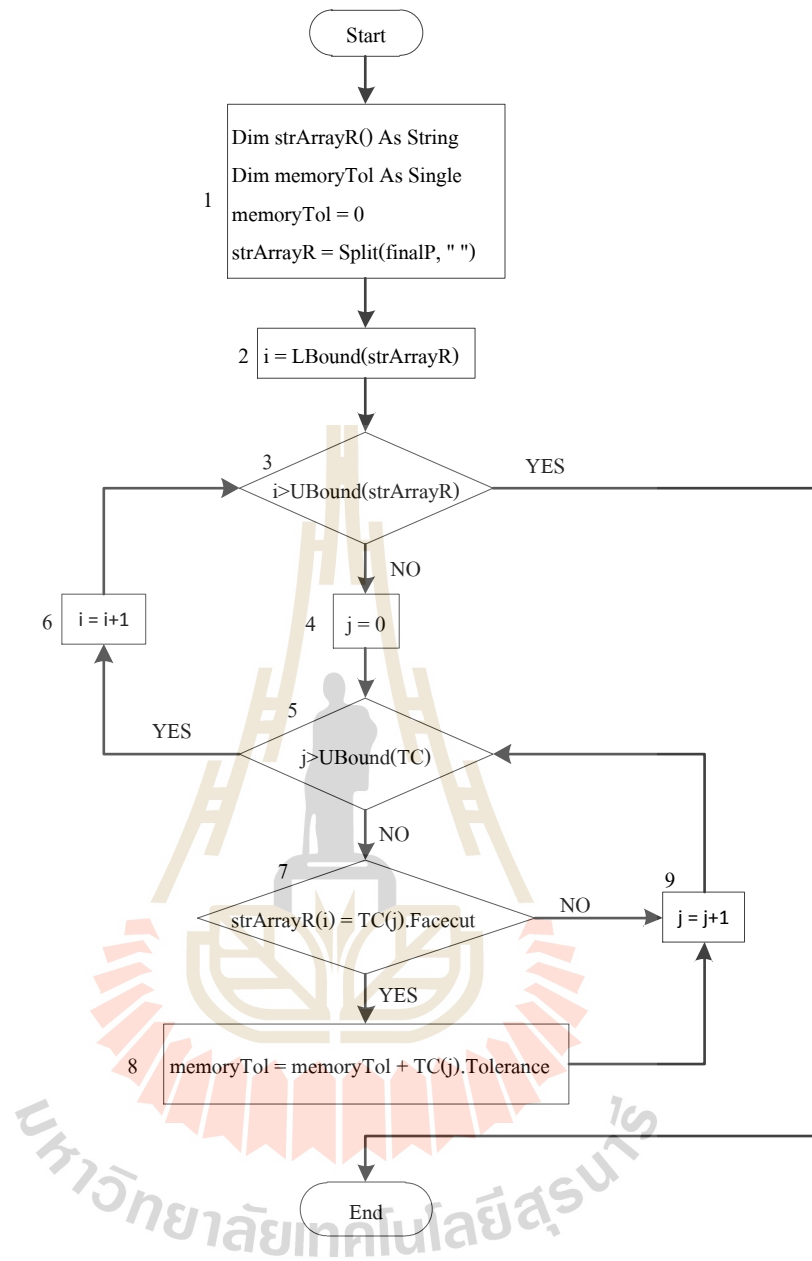 Start
Dim strArrayR() As String
Dim memoryTol As Single
1
memoryTol = 0
strArrayR = Split(finalP, " ")
2
i = LBound(strArrayR)
3
i>UBound(strArrayR)
YES
NO
6
i = i+1
4
j = 0
5
YES
j>UBound(TC)
NO
7
9
strArrayR(i) = TC(j).Facecut
NO
j = j+1
YES
8
memoryTol = memoryTol + TC(j).Tolerance
End
มหาวิทยาลัยเทคโนโลยีสุรนารี